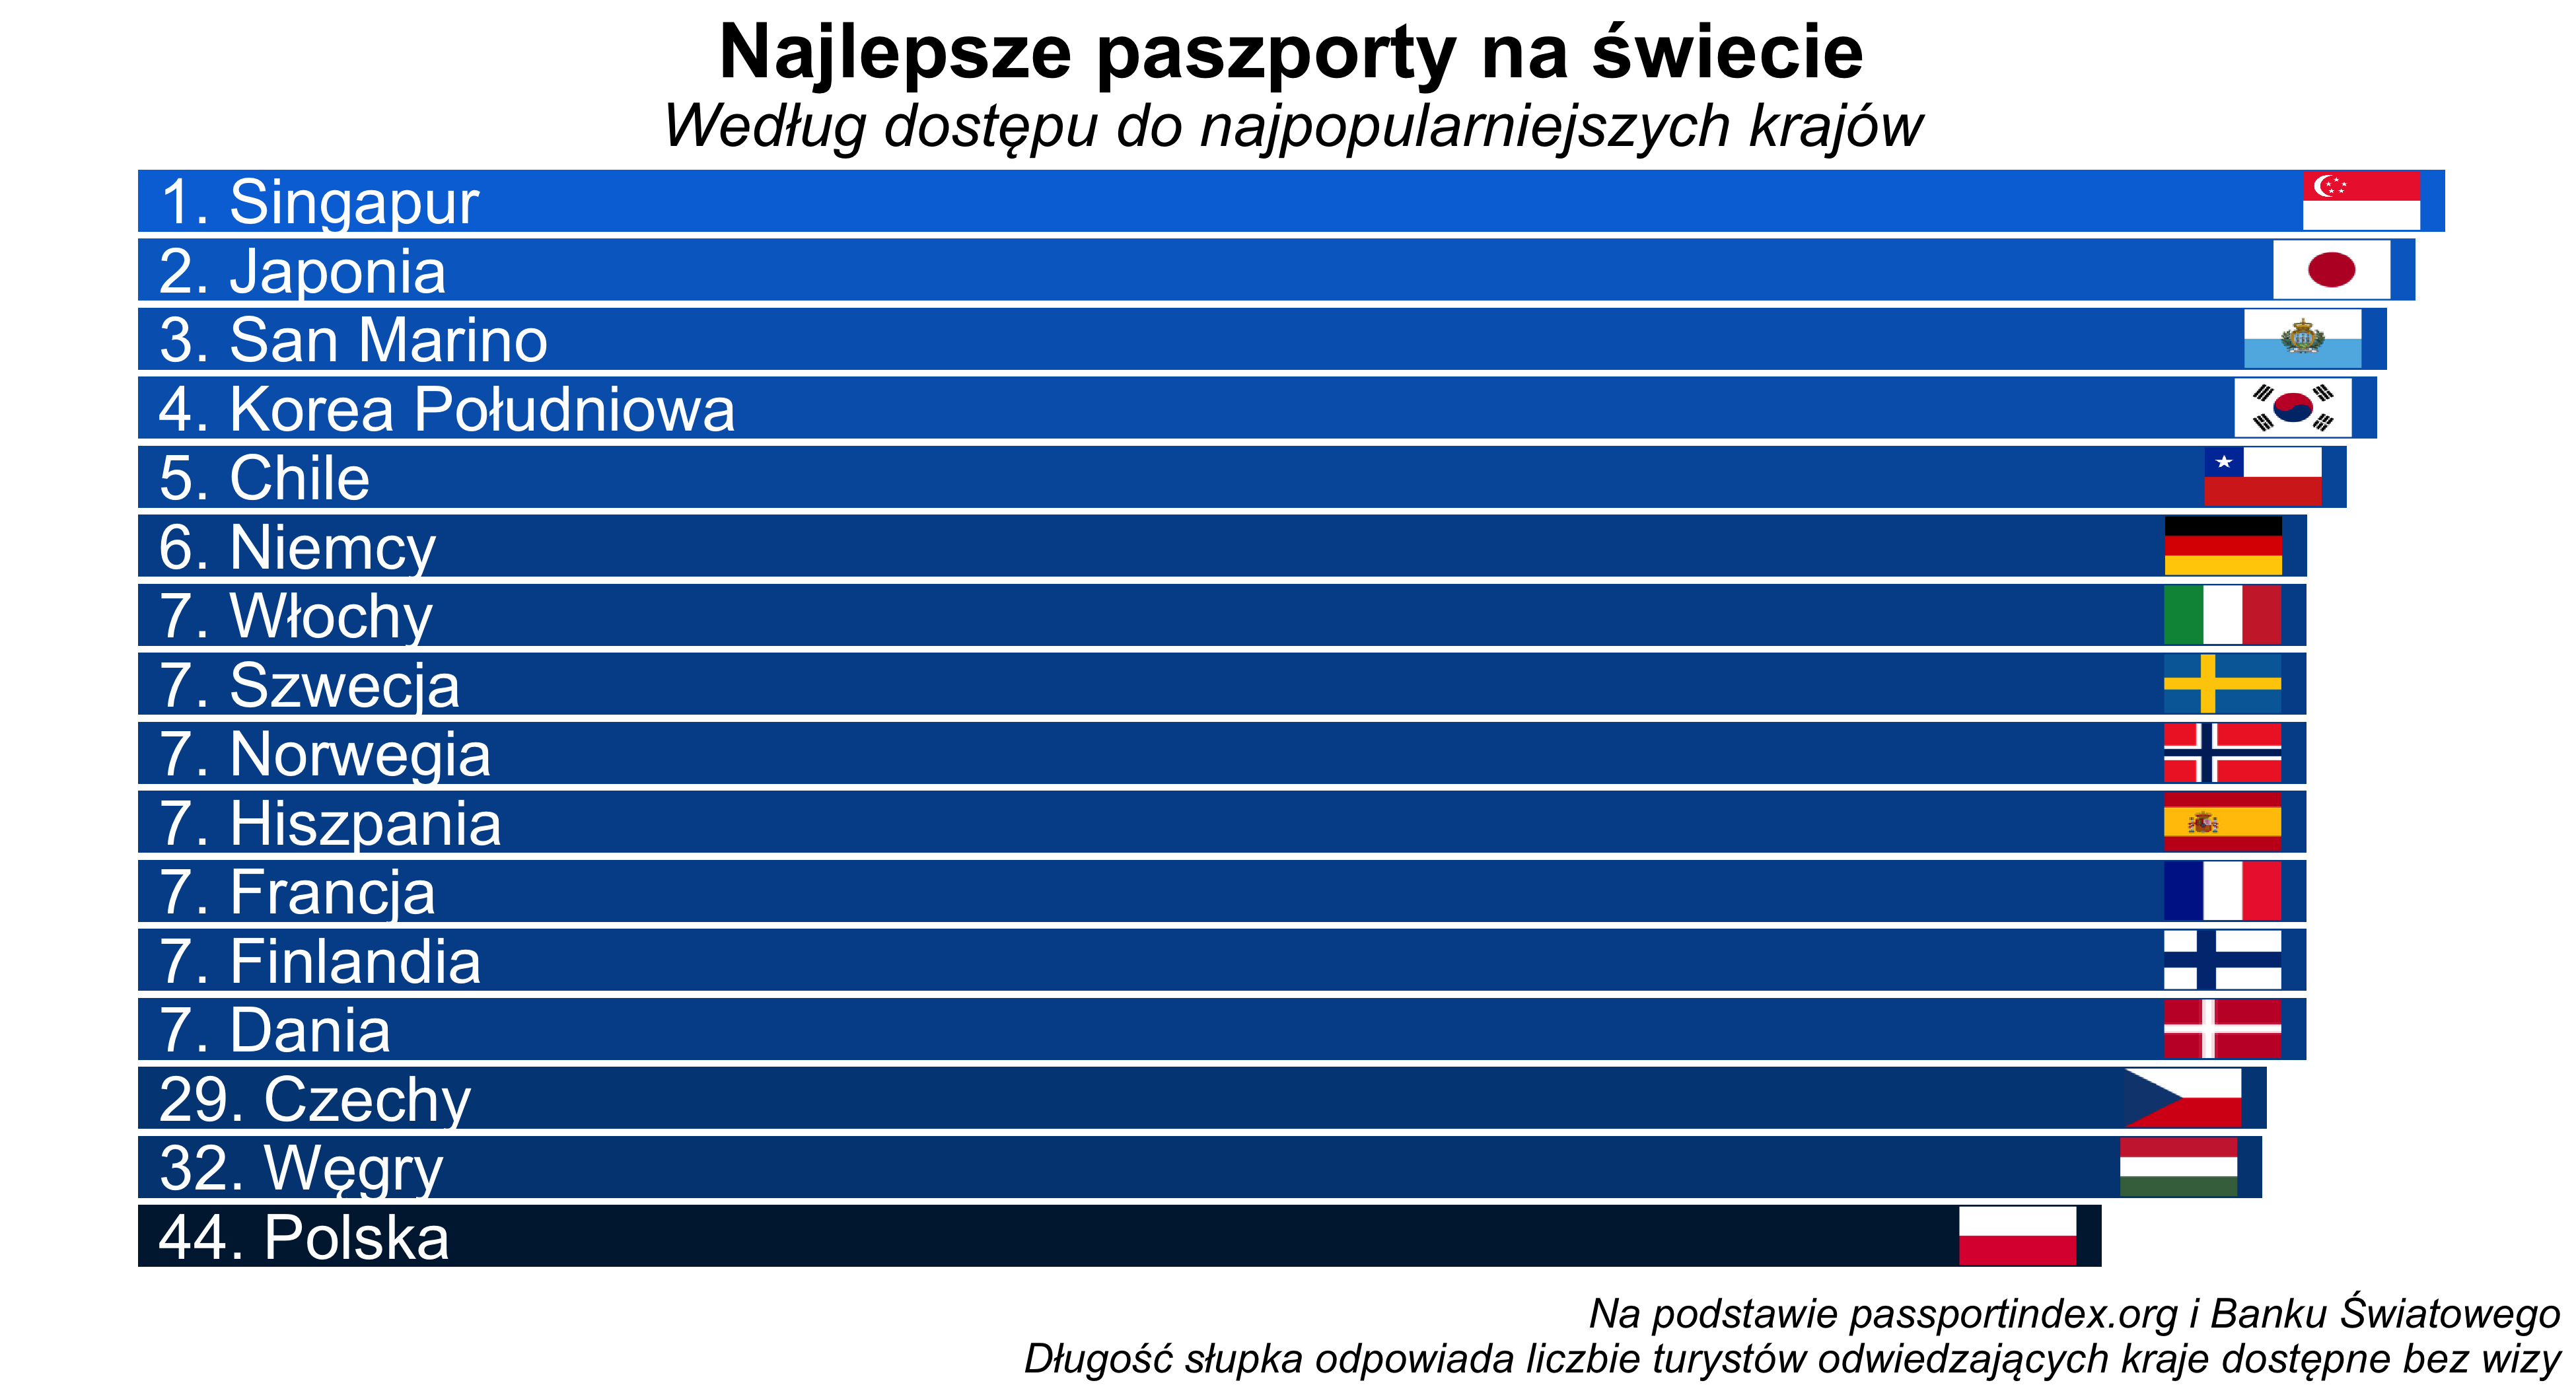 Najlepsze paszporty na świecie
Według dostępu do najpopularniejszych krajów
1. Singapur
2. Japonia
3. San Marino
4. Korea Południowa
5. Chile
6. Niemcy
7. Włochy
7. Szwecja
7. Norwegia
7. Hiszpania
7. Francja
7. Finlandia
7. Dania
29. Czechy
32. Węgry
44. Polska
Na podstawie passportindex.org i Banku Światowego
Długość słupka odpowiada liczbie turystów odwiedzających kraje dostępne bez wizy